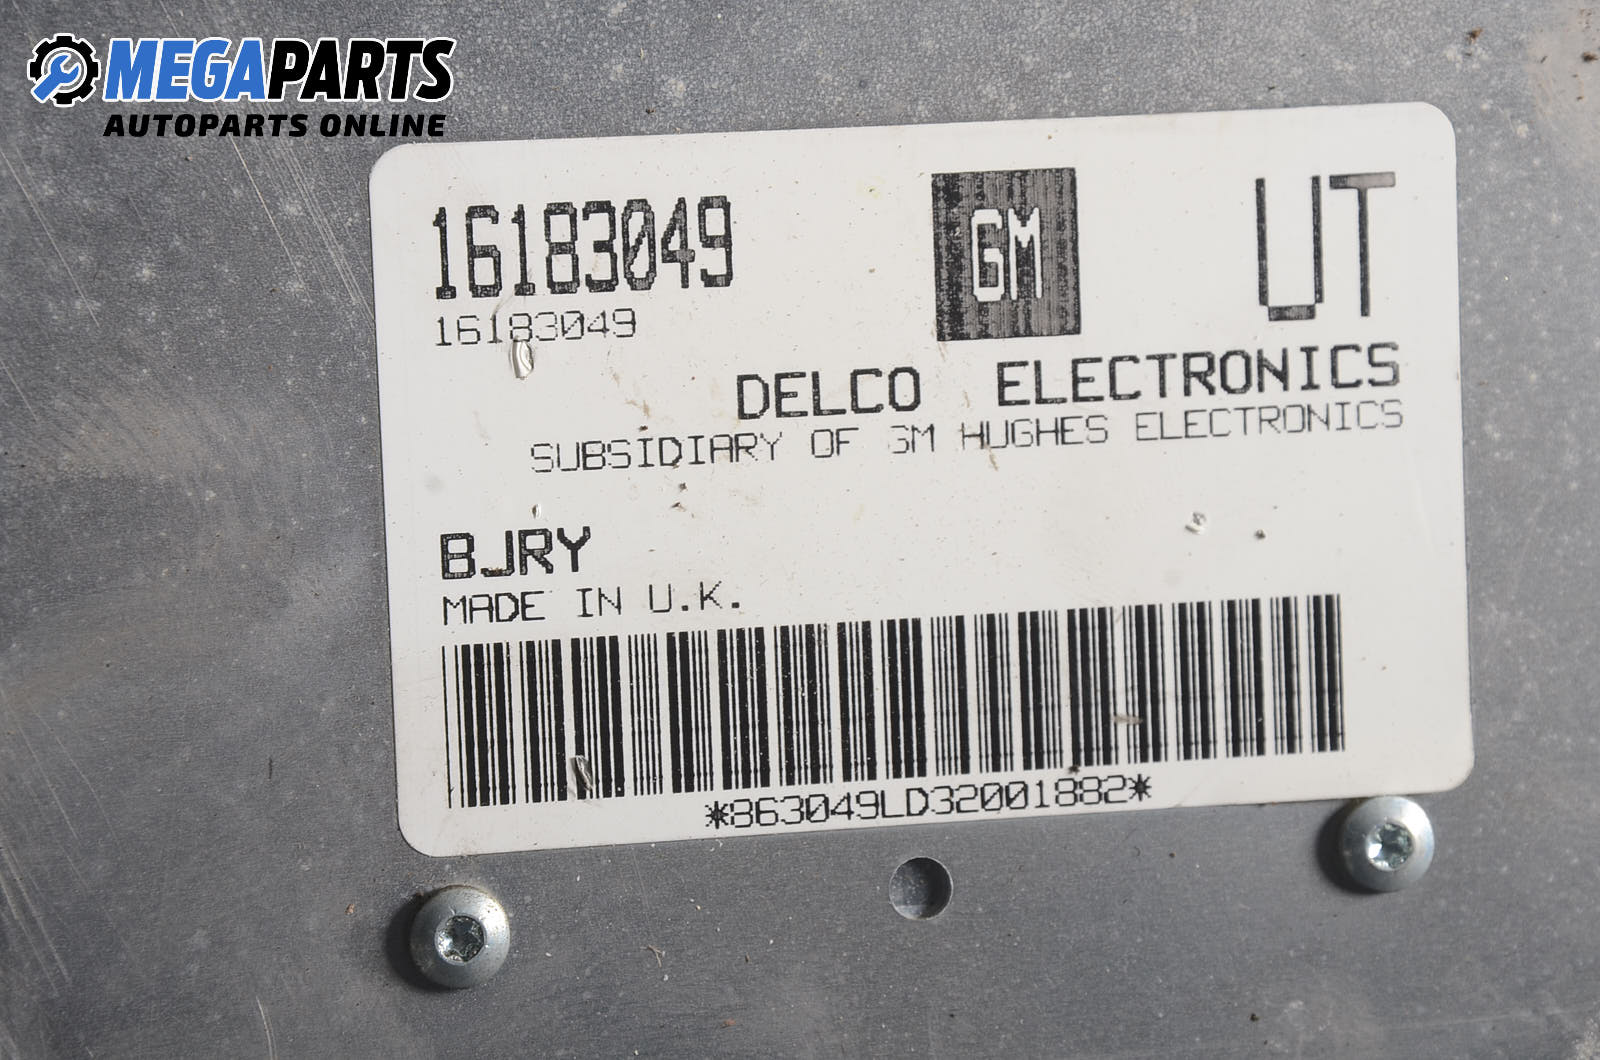 MEGAPARTS
AUTOPARTS ONLINE
16183049
16183049
GM
UT
DELCO ELECTRONICS
SUBSIDIARY OF GM HUGHES ELECTRONICS
BJRY
MADE IN U.K.
*863049LD32001882*